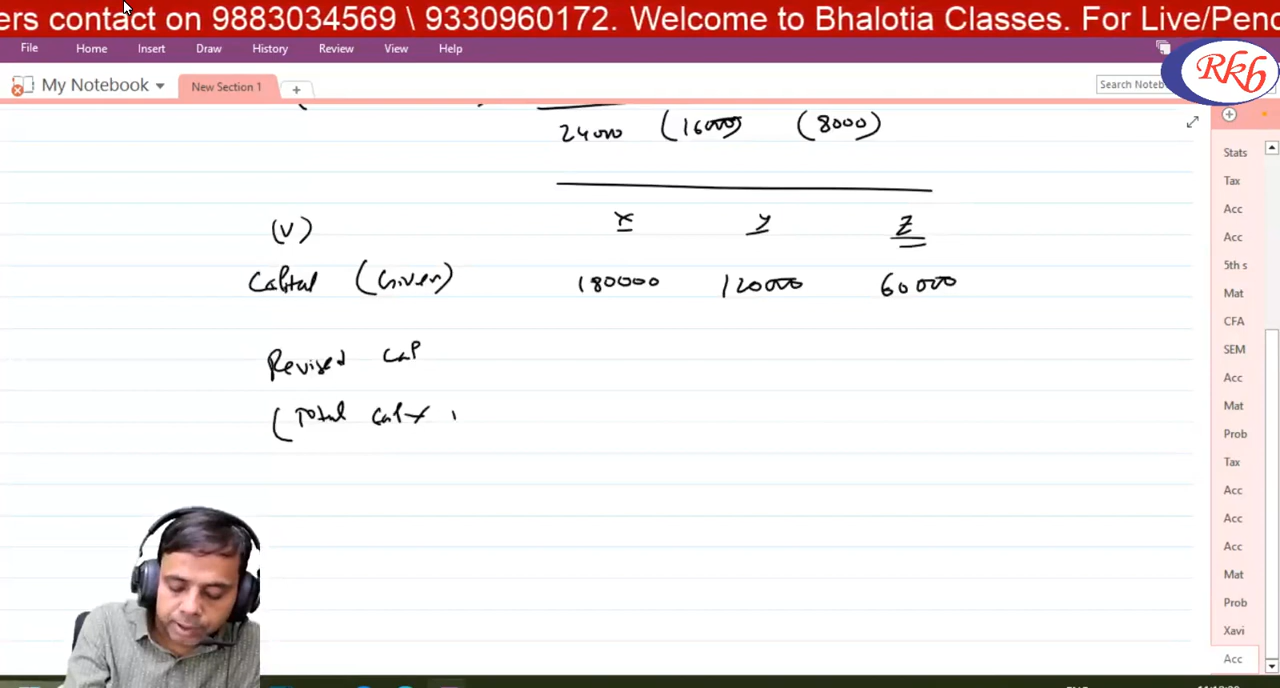 ers contact on 9883034569 \ 9330960172. Welcome to Bhalotia Classes. For Live/Pend
File Home Insert Draw History Review View Help
Rkb
My Notebook New Section 1 + Search Noteb
24000 (16000) (8000)
Stats
Tax
Acc
(V) X Y Z
Acc
5th s
Capital (Given) 180000 120000 60000
Mat
CFA
SEM
Revised Cap
Acc
Mat
(Total Cap x
Prob
Tax
Acc
Acc
Acc
Mat
Prob
Xavi
Acc